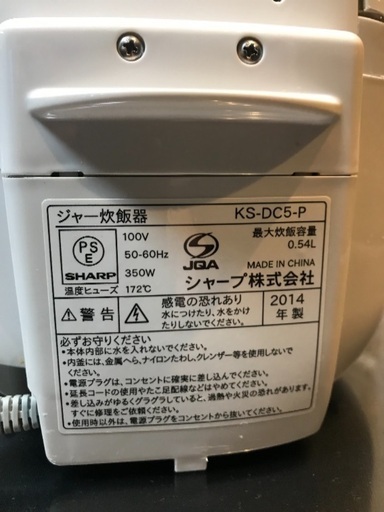 ジャー炊飯器 KS-DC5-P
PS
E
SHARP
100V
50-60Hz
350W
温度ヒューズ 172℃
JQA
最大炊飯容量
0.54L
MADE IN CHINA
シャープ株式会社
警告
感電の恐れあり
水につけたり、水をかけ
たりしないでください。
2014
年製
必ずお守りください
•本体内部に水を入れないでください。
•内釜には、金属へら、ナイロンたわし、クレンザー等を使用しない
でください。
•電源プラグは、コンセントに確実に差し込んでください。
•延長コードの使用やたこ足配線などはやめてください。
•差し込みがゆるくグラグラしていると、過熱や火災の恐れがあります。
すぐに修理をご依頼ください。
•使用後は、電源プラグをコンセントから抜いてください。